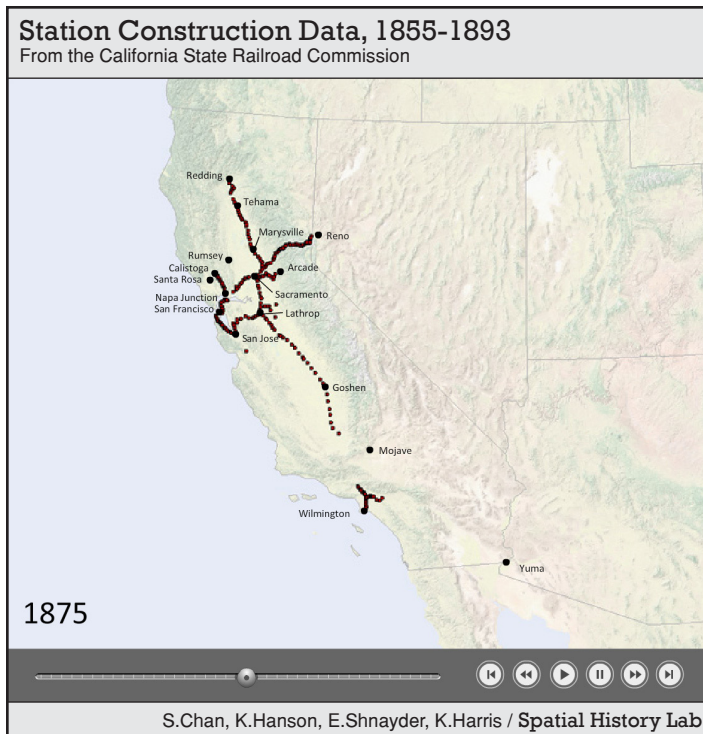 Station Construction Data, 1855-1893
From the California State Railroad Commission
Redding
Tehama
Marysville
Reno
Rumsey
Calistoga
Arcade
Santa Rosa
Sacramento
Napa Junction
San Francisco
Lathrop
San Jose
Goshen
Mojave
Wilmington
Yuma
1875
S.Chan, K.Hanson, E.Shnayder, K.Harris / Spatial History Lab